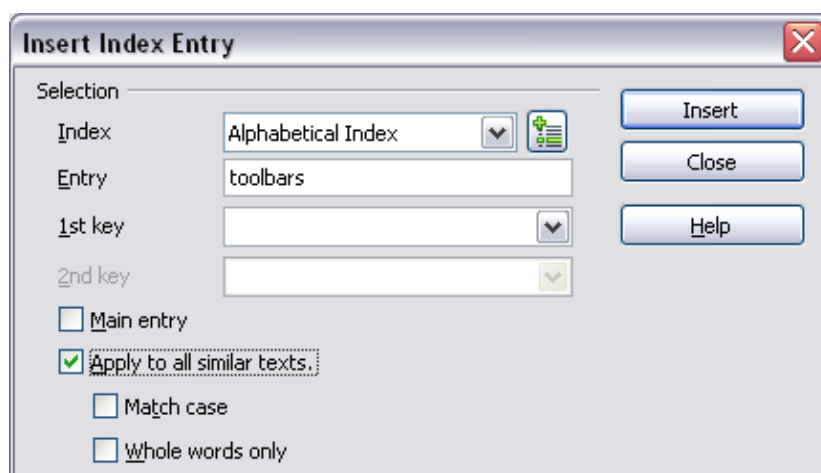 Insert Index Entry
Selection
Insert
Index Alphabetical Index
Close
Entry toolbars
1st key
Help
2nd key
Main entry
Apply to all similar texts.
Match case
Whole words only